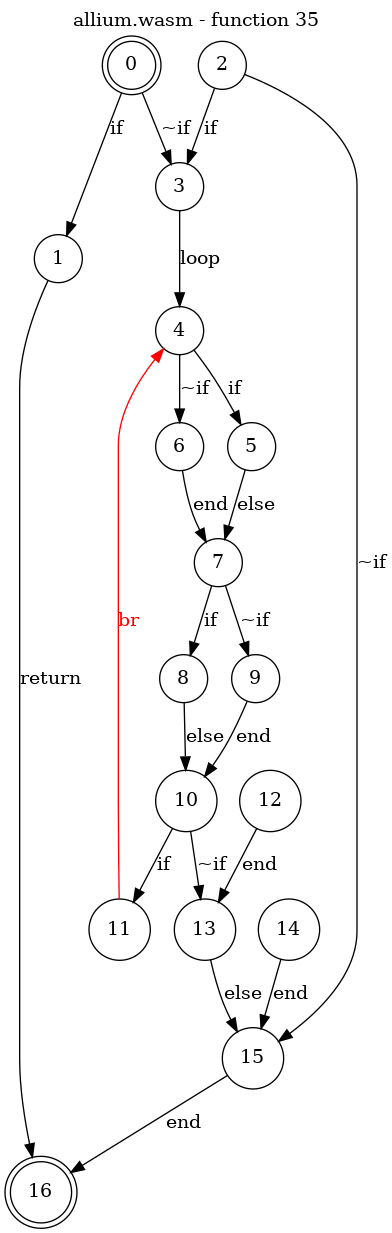 allium.wasm - function 35
0
2
if
~if
if
3
1
loop
4
~if
if
6
5
end
else
7
br
if
~if
~if
return
8
9
else
end
10
12
if
~if
end
11
13
14
else
end
15
end
16